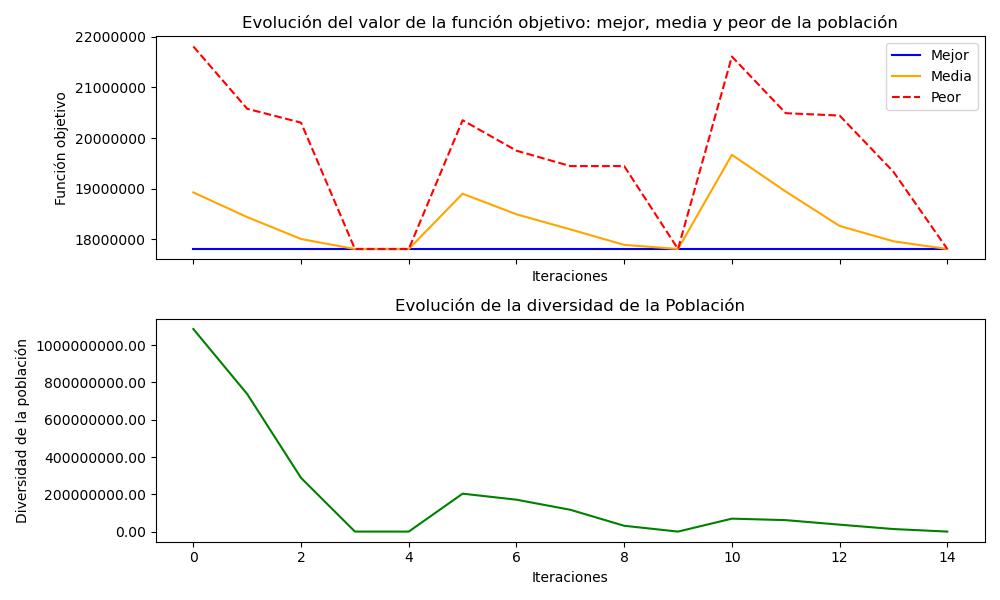 Evolución del valor de la función objetivo: mejor, media y peor de la población
Función objetivo
22000000
21000000
20000000
19000000
18000000
Mejor
Media
Peor
Iteraciones
Evolución de la diversidad de la Población
Diversidad de la población
1000000000.00
800000000.00
600000000.00
400000000.00
200000000.00
0.00
0 2 4 6 8 10 12 14
Iteraciones